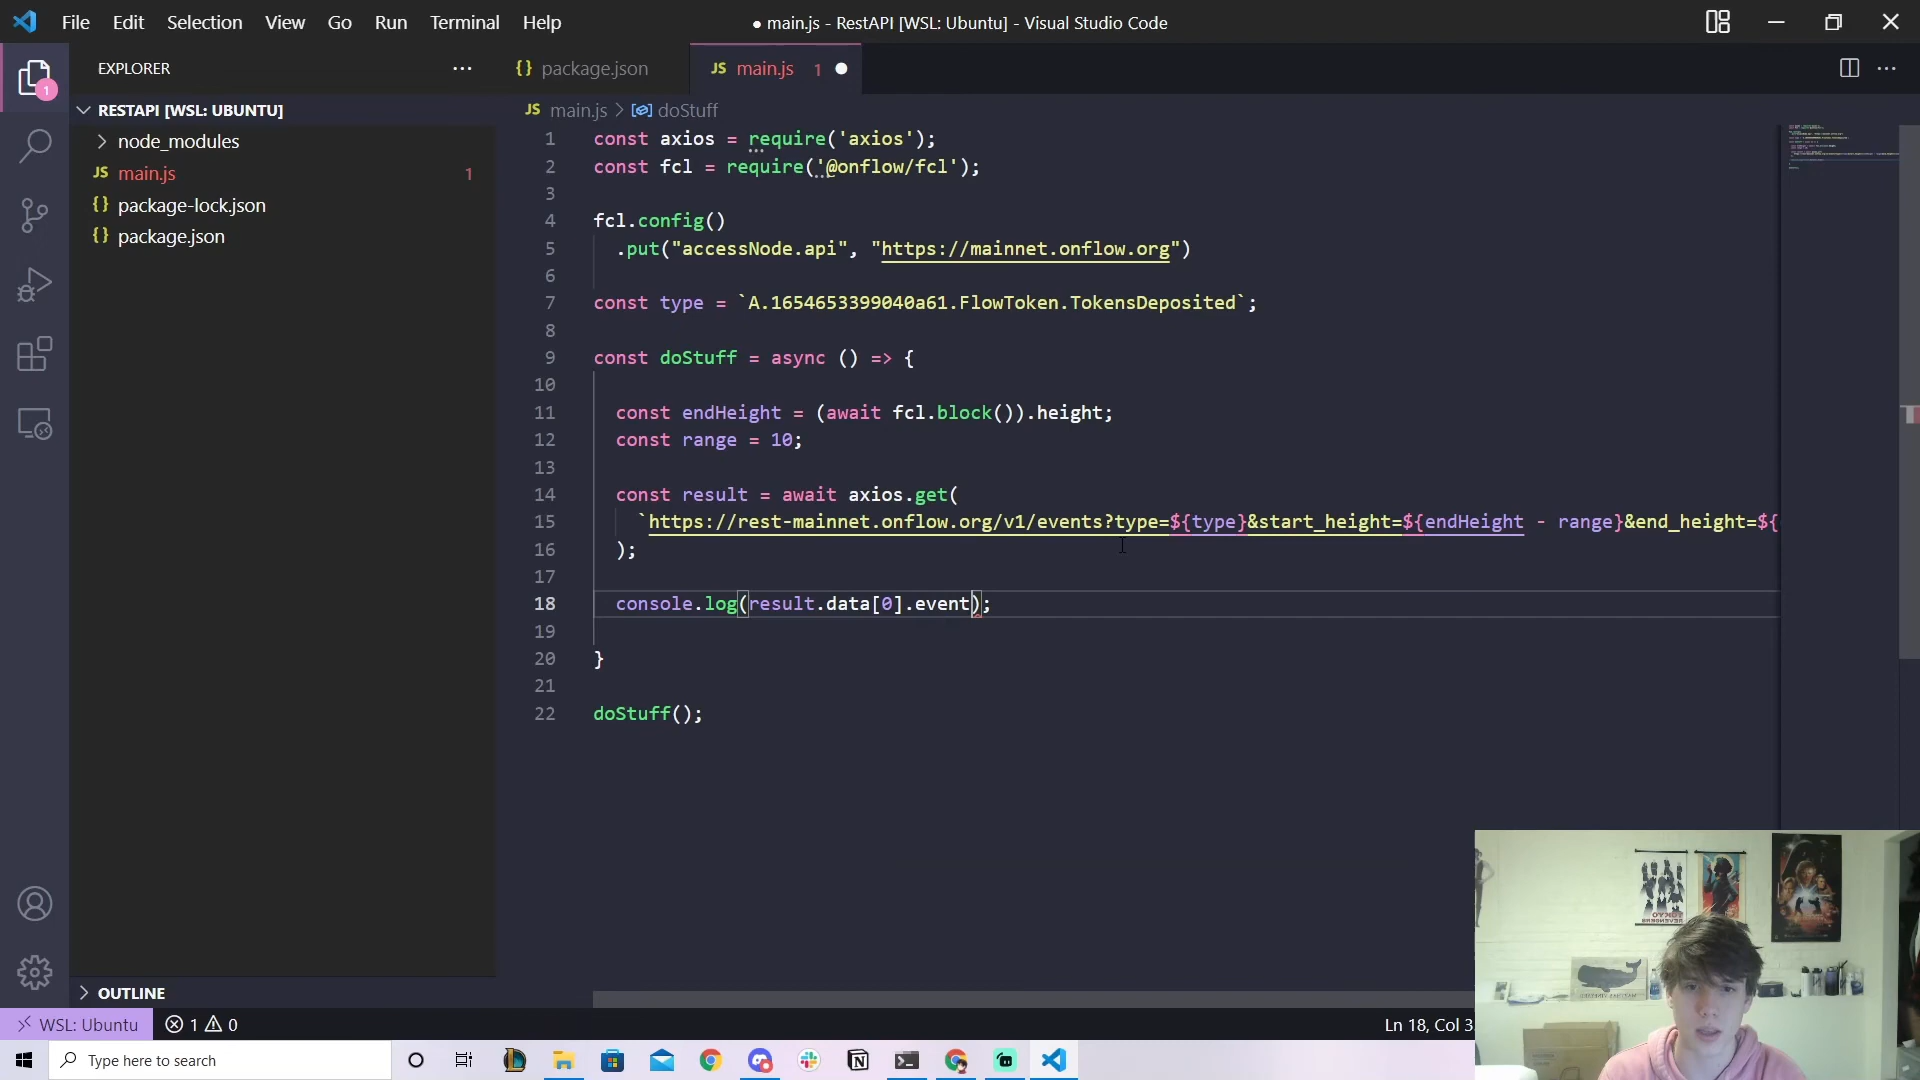 File Edit Selection View Go Run Terminal Help
● main.js - RestAPI [WSL: Ubuntu] - Visual Studio Code
EXPLORER
{} package.json
JS main.js 1
RESTAPI [WSL: UBUNTU]
node_modules
JS main.js 1
{} package-lock.json
{} package.json
1
JS main.js > doStuff
1 const axios = require('axios');
2 const fcl = require('@onflow/fcl');
3
4 fcl.config()
5 .put("accessNode.api", "https://mainnet.onflow.org")
6
7 const type = `A.1654653399040a61.FlowToken.TokensDeposited`;
8
9 const doStuff = async () => {
10
11 const endHeight = (await fcl.block()).height;
12 const range = 10;
13
14 const result = await axios.get(
15 `https://rest-mainnet.onflow.org/v1/events?type=${type}&start_height=${endHeight - range}&end_height=${
16 );
17
18 console.log(result.data[0].event);
19
20 }
21
22 doStuff();
OUTLINE
WSL: Ubuntu
1 0
Ln 18, Col 3
Type here to search